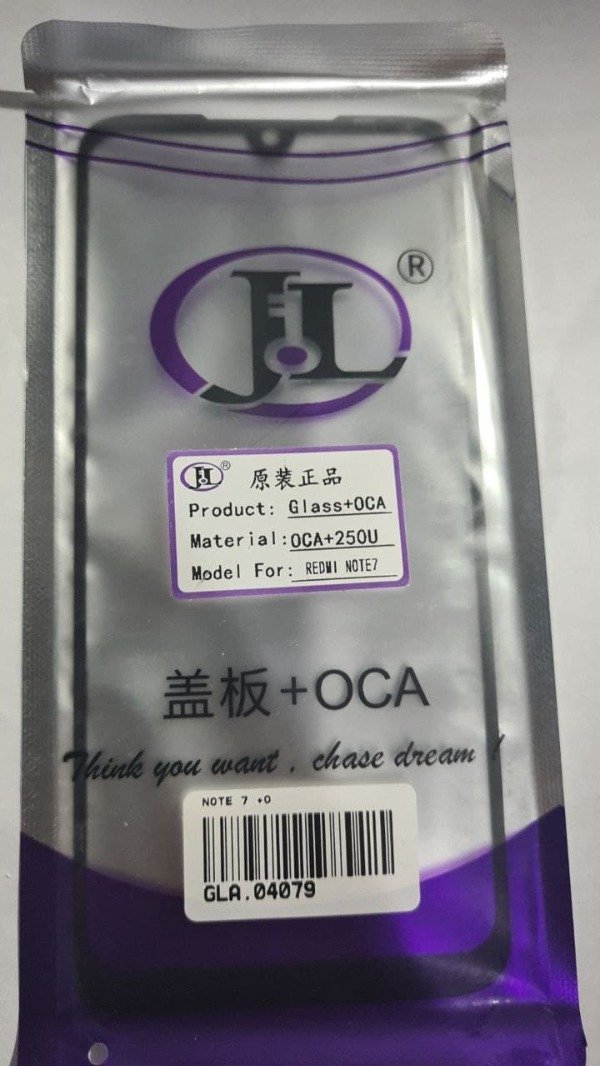 JL®
JL® 原装正品
Product: Glass+OCA
Material: OCA+250U
Model For: REDMI NOTE7
盖板+OCA
Think you want , chase dream !
NOTE 7 +O
GLA.04079